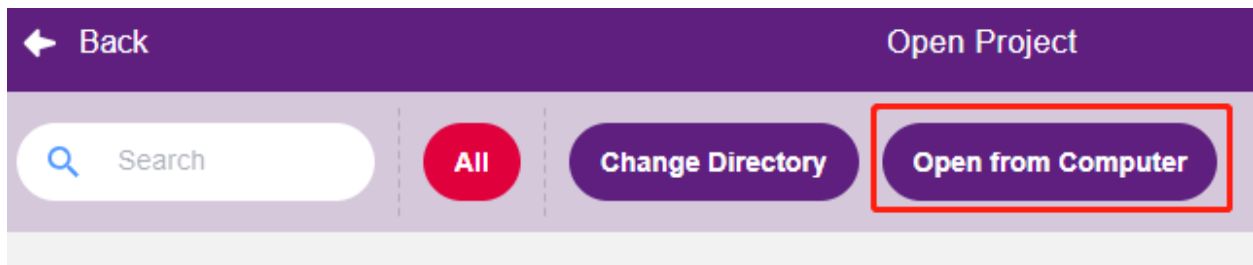 Back
Open Project
Search
All
Change Directory
Open from Computer